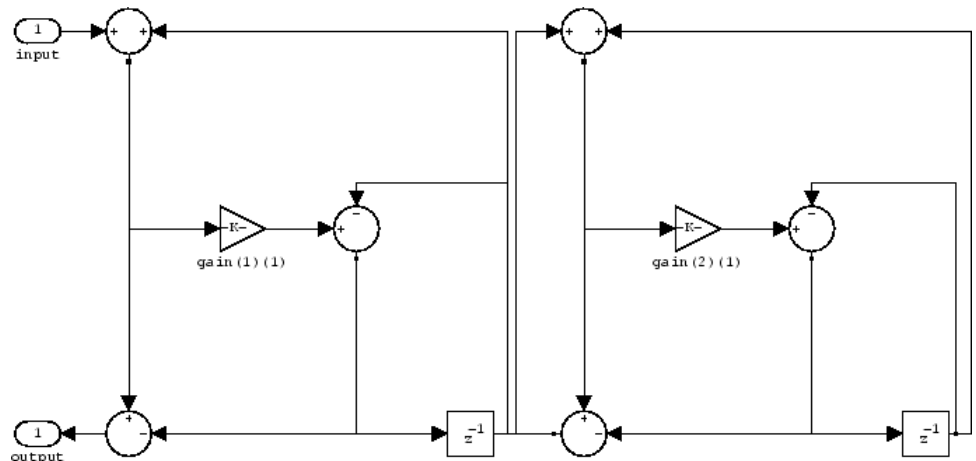 1
+
+
+
+
input
-
-
-K-
+
-K-
+
gain(1)(1)
gain(2)(1)
+
+
1
-
z-1
-
z-1
output